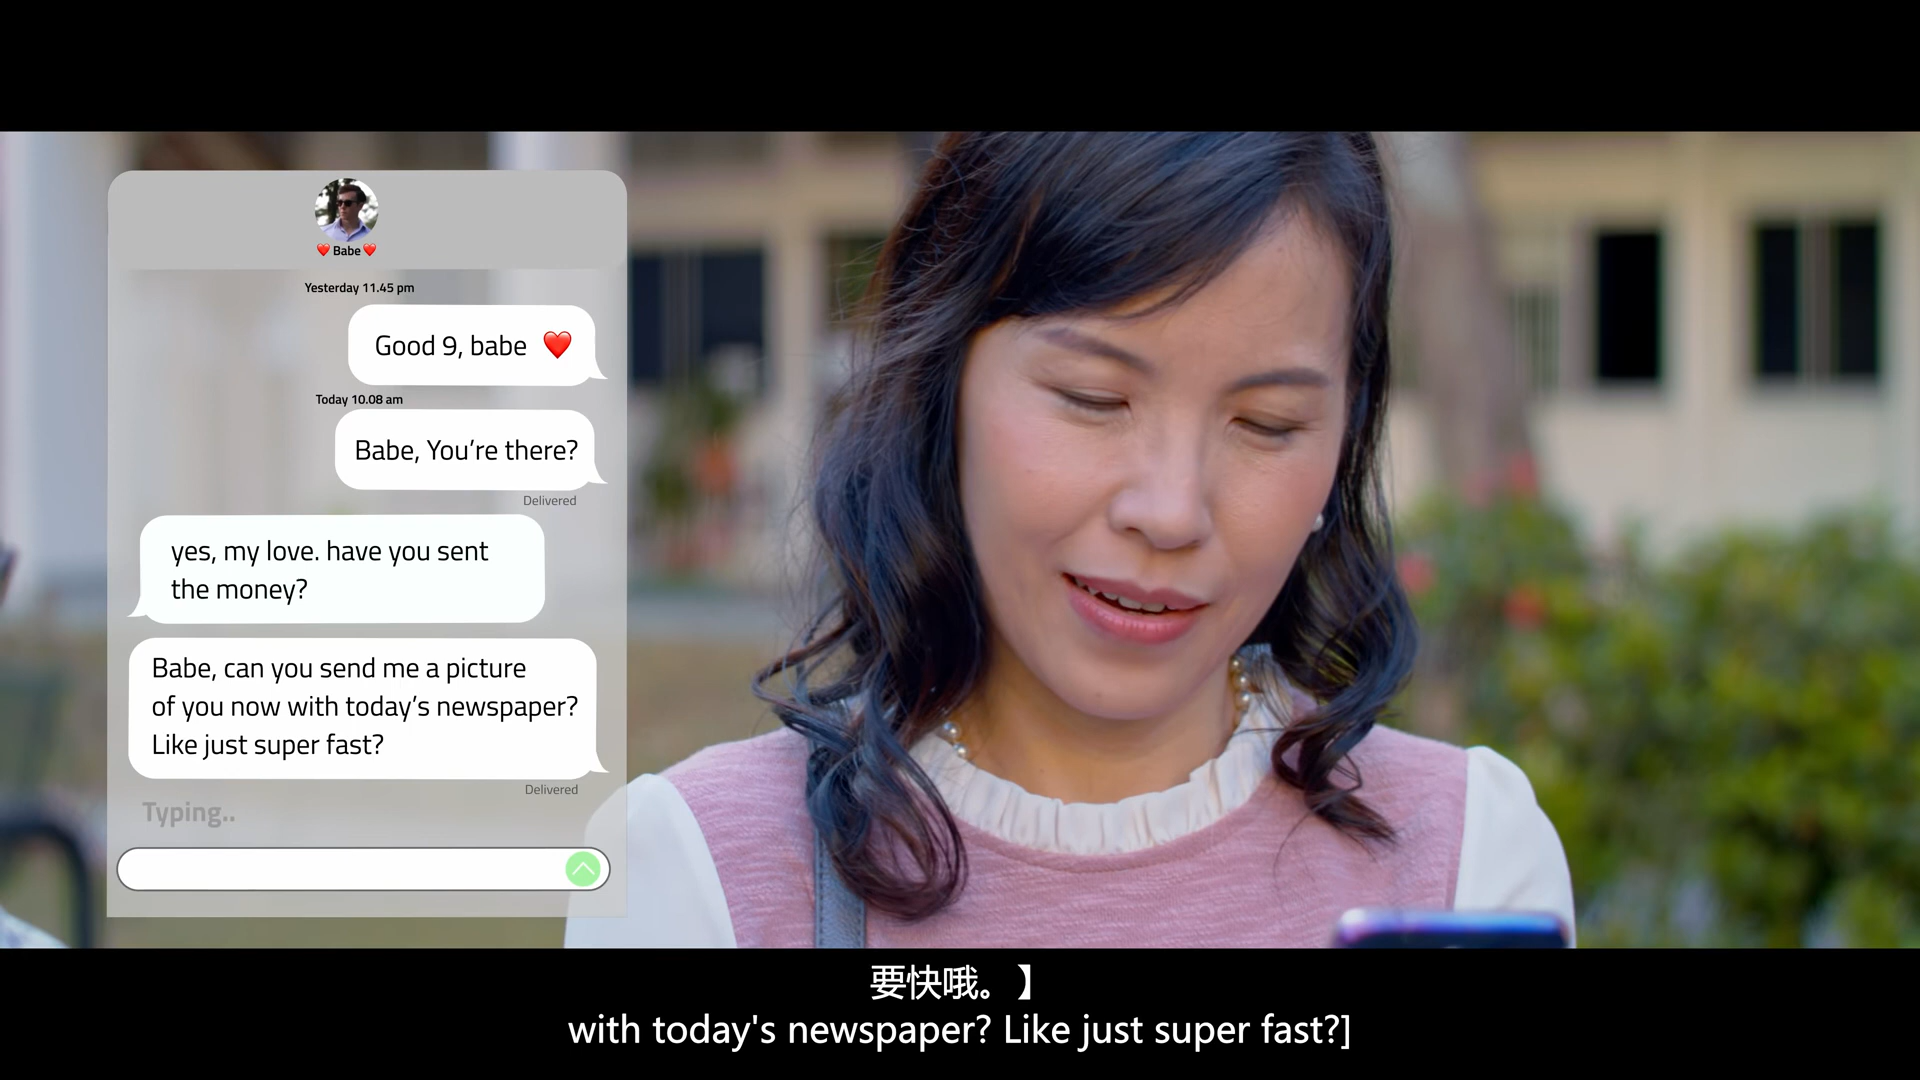 ❤️ Babe ❤️
Yesterday 11.45 pm
Good 9, babe ❤️
Today 10.08 am
Babe, You’re there?
Delivered
yes, my love. have you sent
the money?
Babe, can you send me a picture
of you now with today’s newspaper?
Like just super fast?
Delivered
Typing..
要快哦。】
with today's newspaper? Like just super fast?]